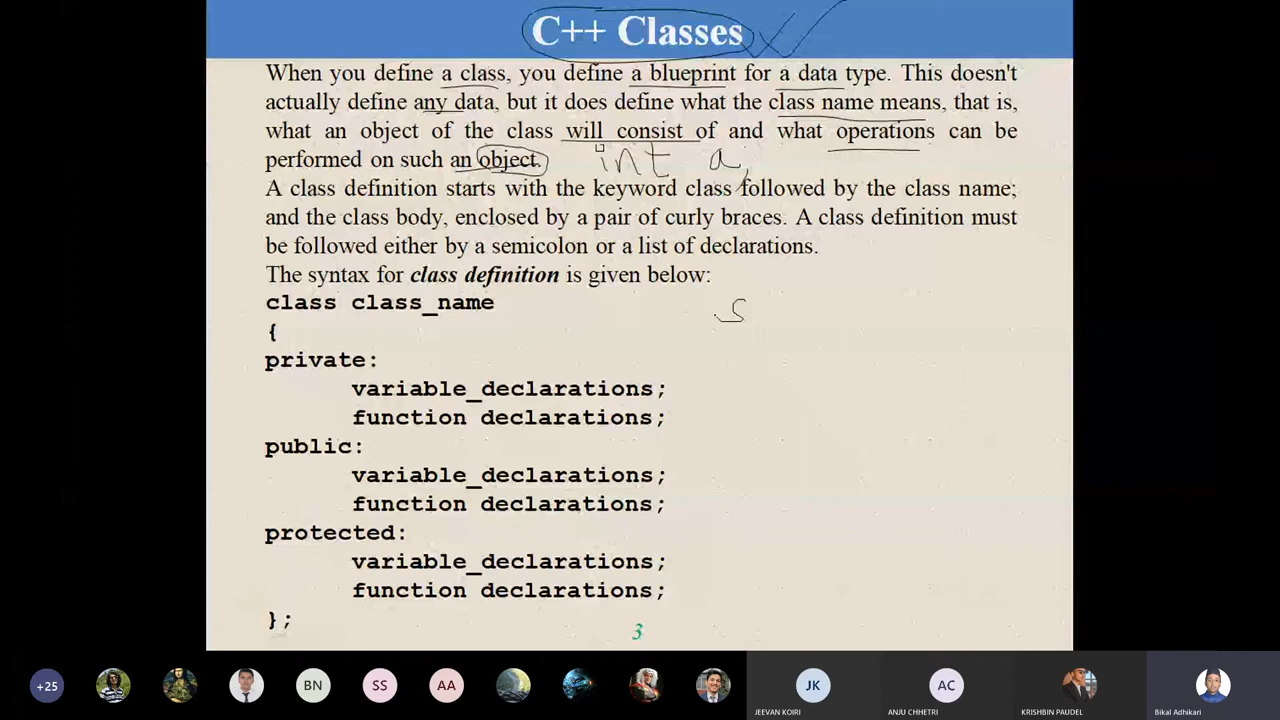 C++ Classes
When you define a class, you define a blueprint for a data type. This doesn't
actually define any data, but it does define what the class name means, that is,
what an object of the class will consist of and what operations can be
performed on such an object. int a,
A class definition starts with the keyword class followed by the class name;
and the class body, enclosed by a pair of curly braces. A class definition must
be followed either by a semicolon or a list of declarations.
The syntax for class definition is given below:
class class_name
{
private:
variable_declarations;
function declarations;
public:
variable_declarations;
function declarations;
protected:
variable_declarations;
function declarations;
};
3
+25
BN
SS
AA
JK
AC
JEEVAN KOIRI
ANJU CHHETRI
KRISHBIN PAUDEL
Bikal Adhikari